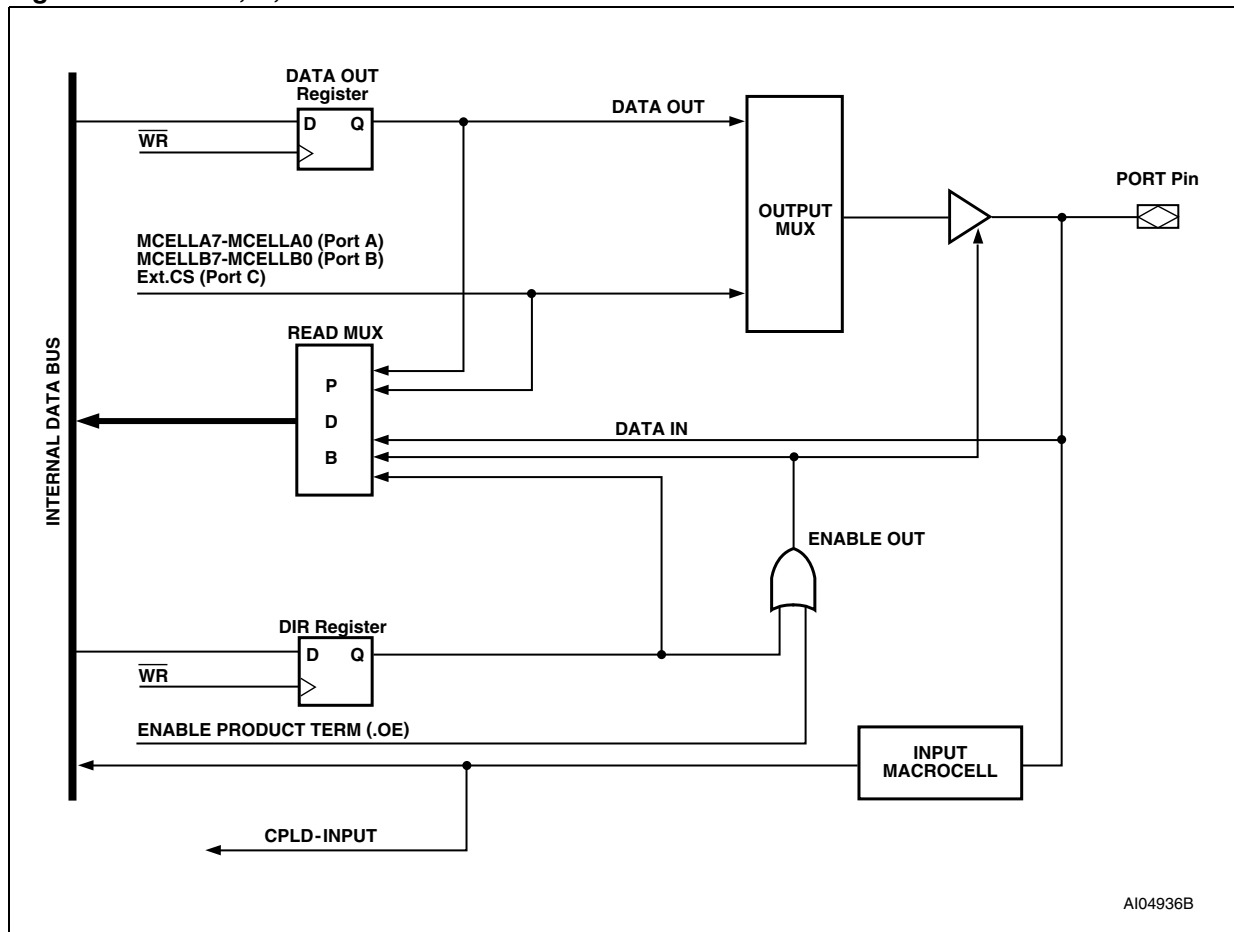 DATA OUT
Register
D Q
WR
DATA OUT
OUTPUT
MUX
PORT Pin
MCELLA7-MCELLA0 (Port A)
MCELLB7-MCELLB0 (Port B)
Ext.CS (Port C)
READ MUX
P
D
B
DATA IN
INTERNAL DATA BUS
ENABLE OUT
DIR Register
D Q
WR
ENABLE PRODUCT TERM (.OE)
INPUT
MACROCELL
CPLD-INPUT
AI04936B